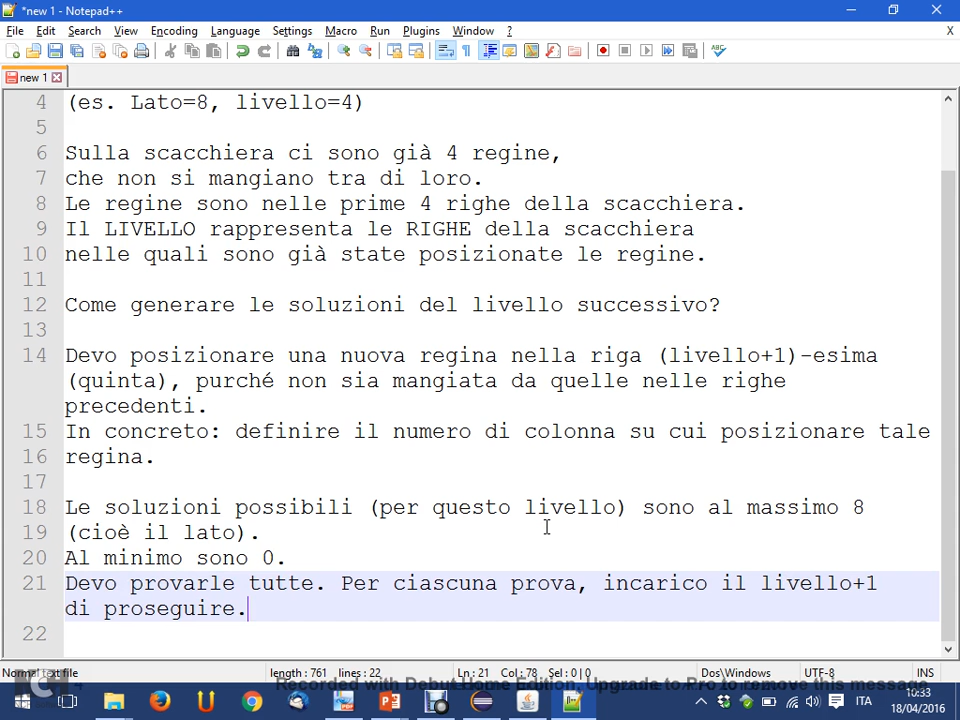 *new 1 - Notepad++
File Edit Search View Encoding Language Settings Macro Run Plugins Window ? X
new 1
4 (es. Lato=8, livello=4)
5
6 Sulla scacchiera ci sono già 4 regine,
7 che non si mangiano tra di loro.
8 Le regine sono nelle prime 4 righe della scacchiera.
9 Il LIVELLO rappresenta le RIGHE della scacchiera
10 nelle quali sono già state posizionate le regine.
11
12 Come generare le soluzioni del livello successivo?
13
14 Devo posizionare una nuova regina nella riga (livello+1)-esima
(quinta), purché non sia mangiata da quelle nelle righe
precedenti.
15 In concreto: definire il numero di colonna su cui posizionare tale
16 regina.
17
18 Le soluzioni possibili (per questo livello) sono al massimo 8
19 (cioè il lato).
20 Al minimo sono 0.
21 Devo provarle tutte. Per ciascuna prova, incarico il livello+1
di proseguire.
22
Normal text file length : 761 lines : 22 Ln : 21 Col : 78 Sel : 0 | 0 Dos\Windows UTF-8 INS
Recorded with Debut Home Edition. Upgrade to Pro to remove this message
ITA
10:33
18/04/2016